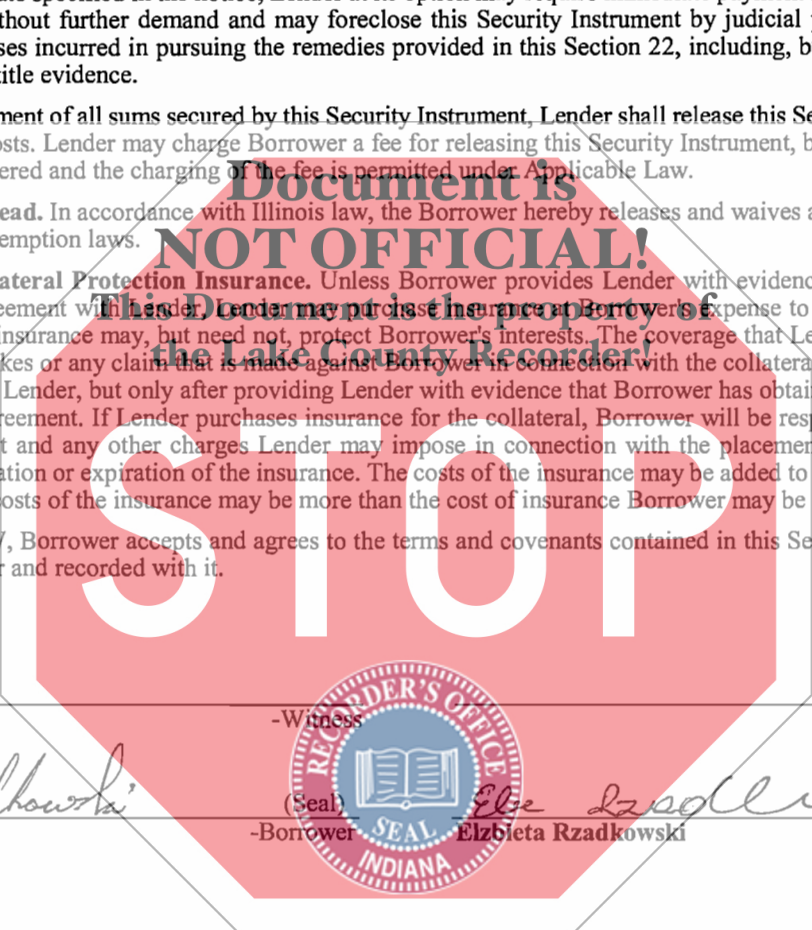 ithout further demand and may foreclose this Security Instrument by judicial
ses incurred in pursuing the remedies provided in this Section 22, including, b
itle evidence.
ment of all sums secured by this Security Instrument, Lender shall release this Se
osts. Lender may charge Borrower a fee for releasing this Security Instrument, b
ered and the charging of the fee is permitted under Applicable Law.
Document is
ead. In accordance with Illinois law, the Borrower hereby releases and waives a
emption laws.
NOT OFFICIAL!
ateral Protection Insurance. Unless Borrower provides Lender with evidenc
eement with Lender, Lender may purchase insurance at Borrower's expense to
This Document is the property of
insurance may, but need not, protect Borrower's interests. The coverage that Le
the Lake County Recorder!
kes or any claim that is made against Borrower in connection with the collatera
Lender, but only after providing Lender with evidence that Borrower has obtai
reement. If Lender purchases insurance for the collateral, Borrower will be resp
t and any other charges Lender may impose in connection with the placemen
ation or expiration of the insurance. The costs of the insurance may be added to
osts of the insurance may be more than the cost of insurance Borrower may be
STOP
, Borrower accepts and agrees to the terms and covenants contained in this Se
r and recorded with it.
-Witness
RECORDER'S OFFICE
(Seal)
SEAL
-Borrower
Elzbieta Rzadkowski
INDIANA